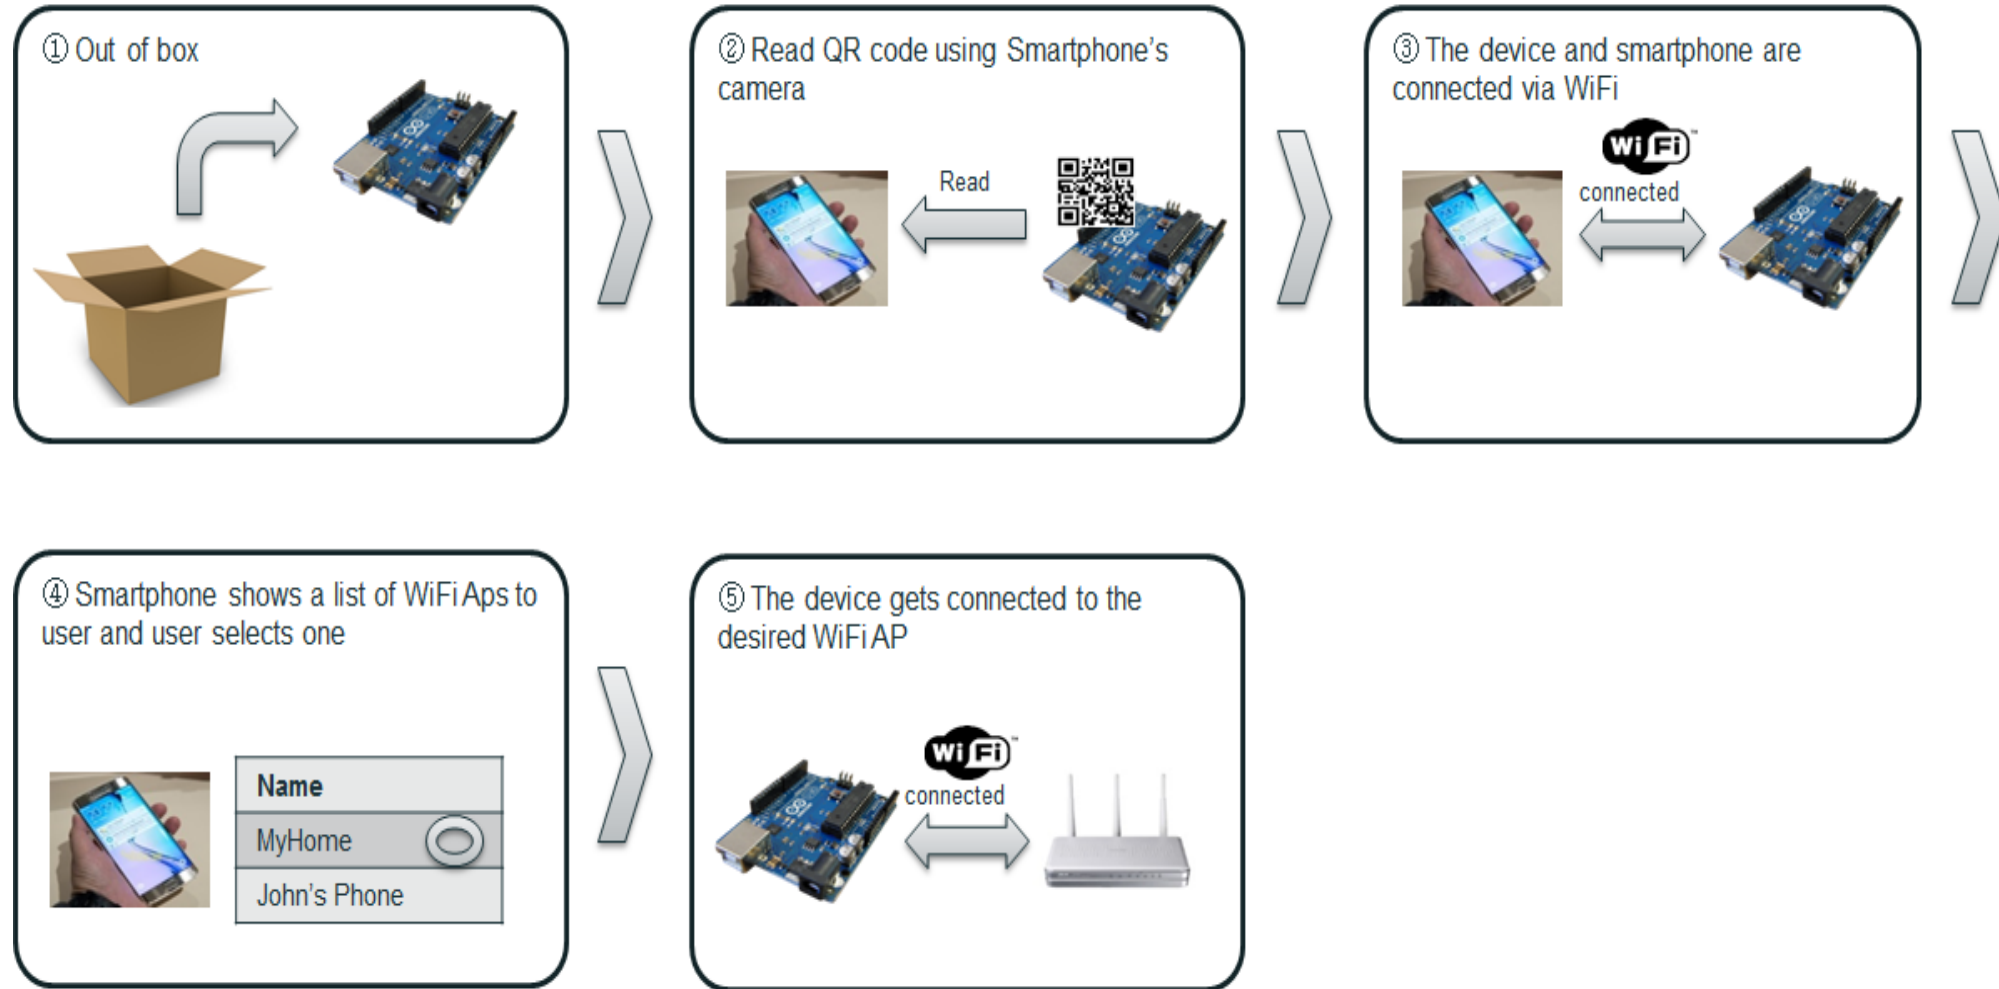 ① Out of box
② Read QR code using Smartphone's
camera
Read
③ The device and smartphone are
connected via WiFi
Wi Fi™
connected
④ Smartphone shows a list of WiFi Aps to
user and user selects one
Name
MyHome
John's Phone
⑤ The device gets connected to the
desired WiFi AP
Wi Fi™
connected